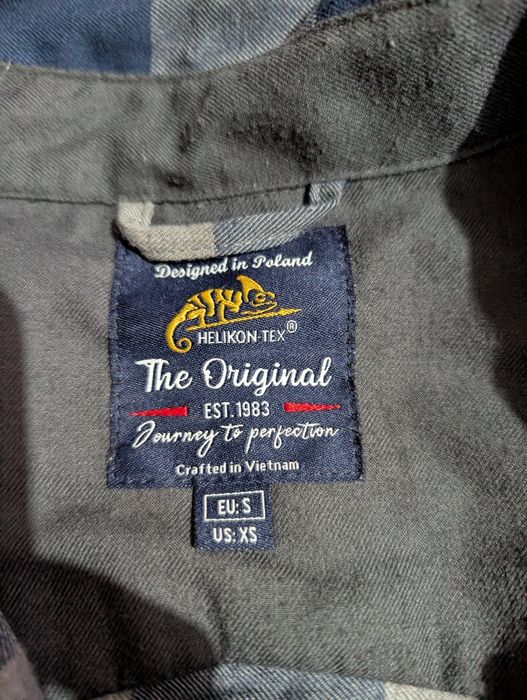 Designed in Poland
HELIKON-TEX®
The Original
EST. 1983
Journey to perfection
Crafted in Vietnam
EU: S
US: XS